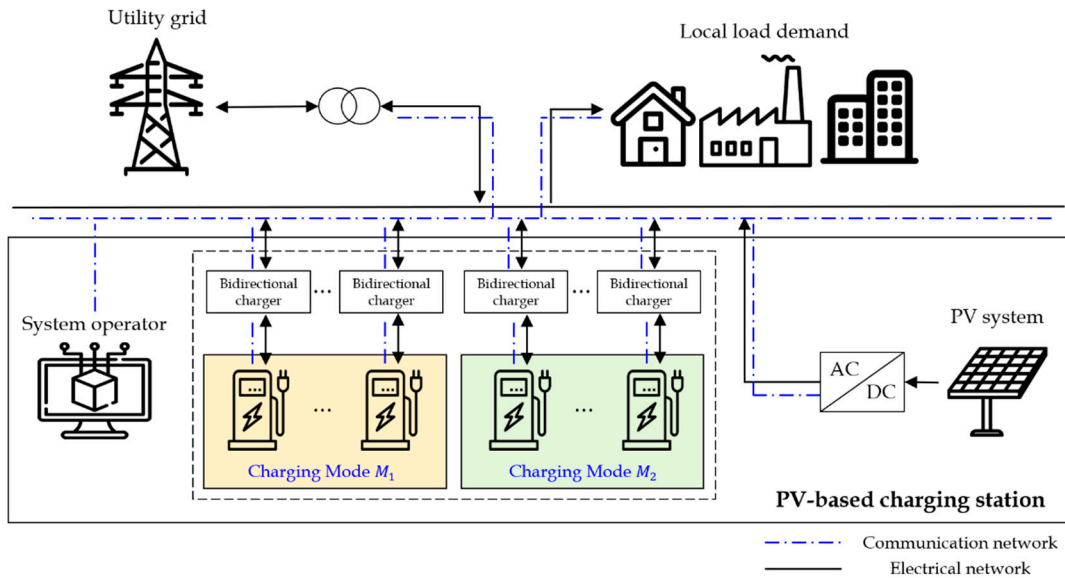 Utility grid
Local load demand
Bidirectional
charger
...
Bidirectional
charger
Bidirectional
charger
...
Bidirectional
charger
System operator
PV system
AC
DC
...
...
Charging Mode M₁
Charging Mode M₂
PV-based charging station
Communication network
Electrical network